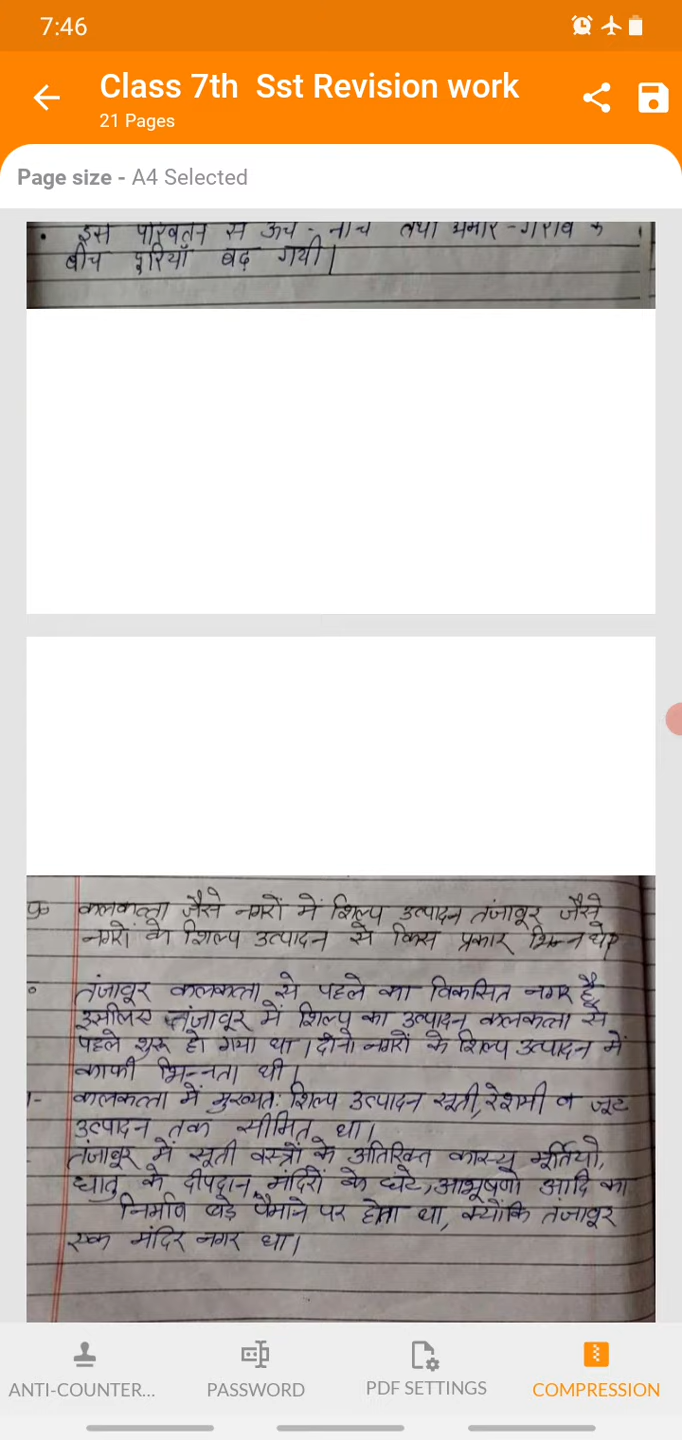 7:46
Class 7th Sst Revision work
21 Pages
Page size - A4 Selected
• इस परिवर्तन से ऊँच - नीच तथा अमीर - गरीब के
बीच दूरियाँ बढ़ गयी |
प्र० कलकत्ता जैसे नगरों में शिल्प उत्पादन तंजावूर जैसे
नगरों के शिल्प उत्पादन से किस प्रकार भिन्न थे?
तंजावूर कलकत्ता से पहले का विकसित नगर है,
इसीलिए तंजावूर में शिल्प का उत्पादन कलकत्ता से
पहले शुरू हो गया था | दोनों नगरों के शिल्प उत्पादन में
काफी भिन्नता थी |
1- कलकत्ता में मुख्यतः शिल्प उत्पादन सूती, रेशमी व जूट
उत्पादन तक सीमित था |
तंजावूर में सूती वस्त्रों के अतिरिक्त कास्य मूर्तियो,
धातु के दीपदान, मंदिरों के घंटे, आभूषणो आदि का
निर्माण बड़े पैमाने पर होता था, क्योंकि तंजावूर
एक मंदिर नगर था |
ANTI-COUNTER...
PASSWORD
PDF SETTINGS
COMPRESSION